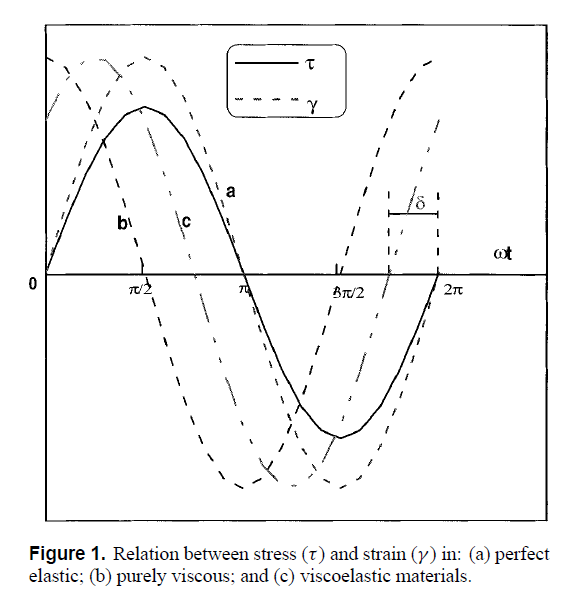 τ
γ
a
b
c
δ
ωt
0
π/2
π
3π/2
2π
Figure 1. Relation between stress (τ) and strain (γ) in: (a) perfect
elastic; (b) purely viscous; and (c) viscoelastic materials.